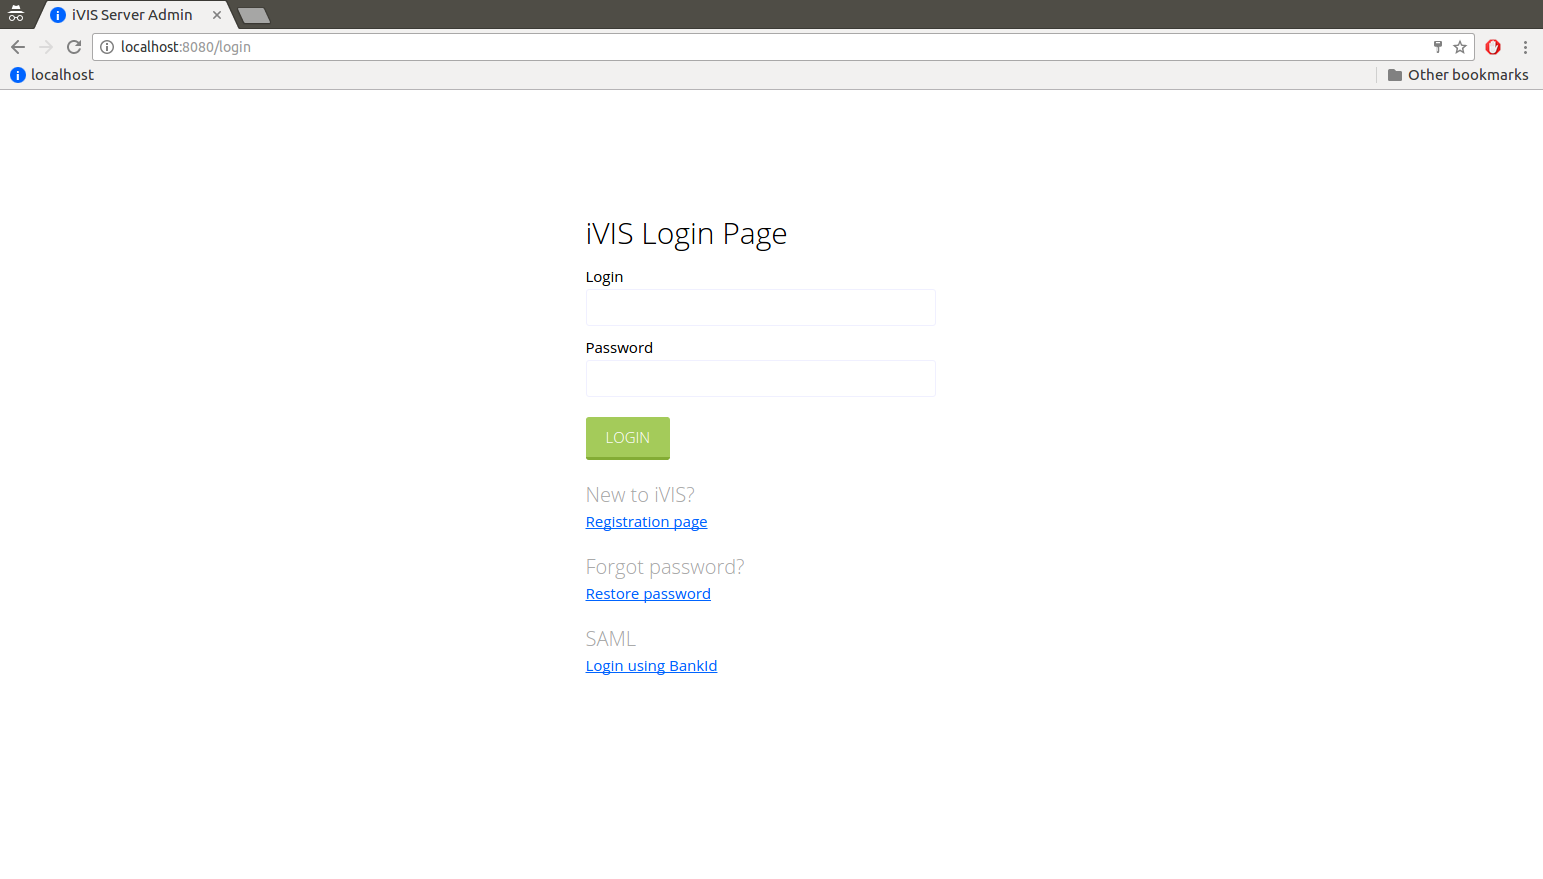 iVIS Server Admin
localhost:8080/login
localhost
Other bookmarks
iVIS Login Page
Login
Password
LOGIN
New to iVIS?
Registration page
Forgot password?
Restore password
SAML
Login using BankId